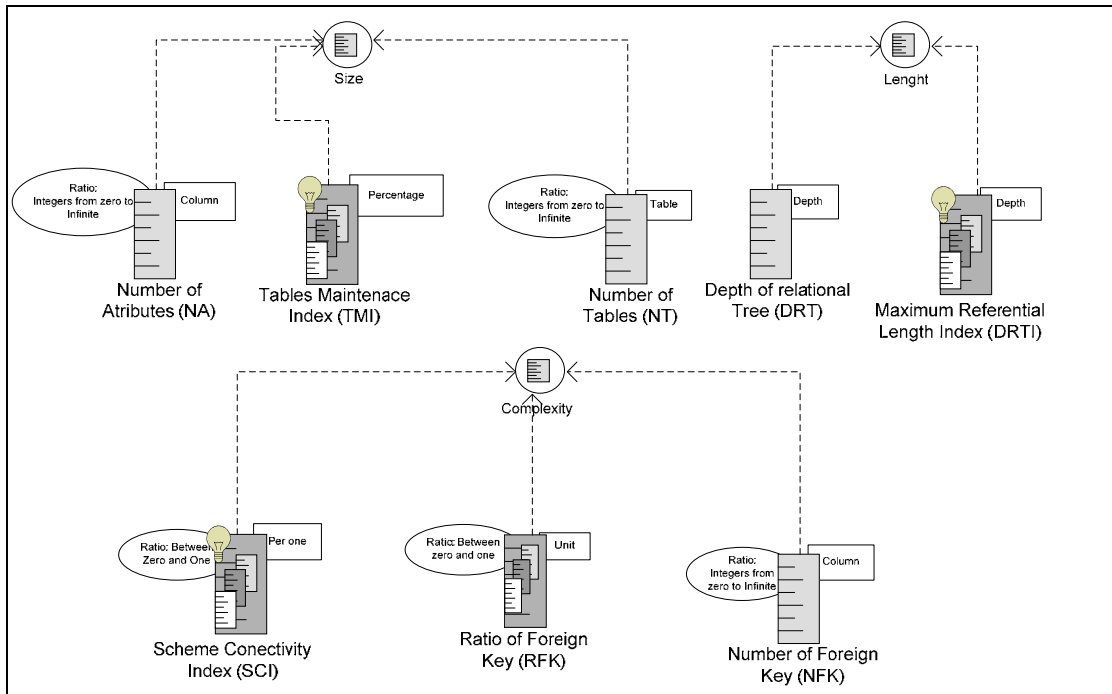 Size
Lenght
Ratio:
Integers from zero to
Infinite
Column
Percentage
Ratio:
Integers from zero to
Infinite
Table
Depth
Depth
Number of
Atributes (NA)
Tables Maintenace
Index (TMI)
Number of
Tables (NT)
Depth of relational
Tree (DRT)
Maximum Referential
Length Index (DRTI)
Complexity
Ratio: Between
Zero and One
Per one
Ratio: Between
zero and one
Unit
Ratio:
Integers from
zero to Infinite
Column
Scheme Conectivity
Index (SCI)
Ratio of Foreign
Key (RFK)
Number of Foreign
Key (NFK)